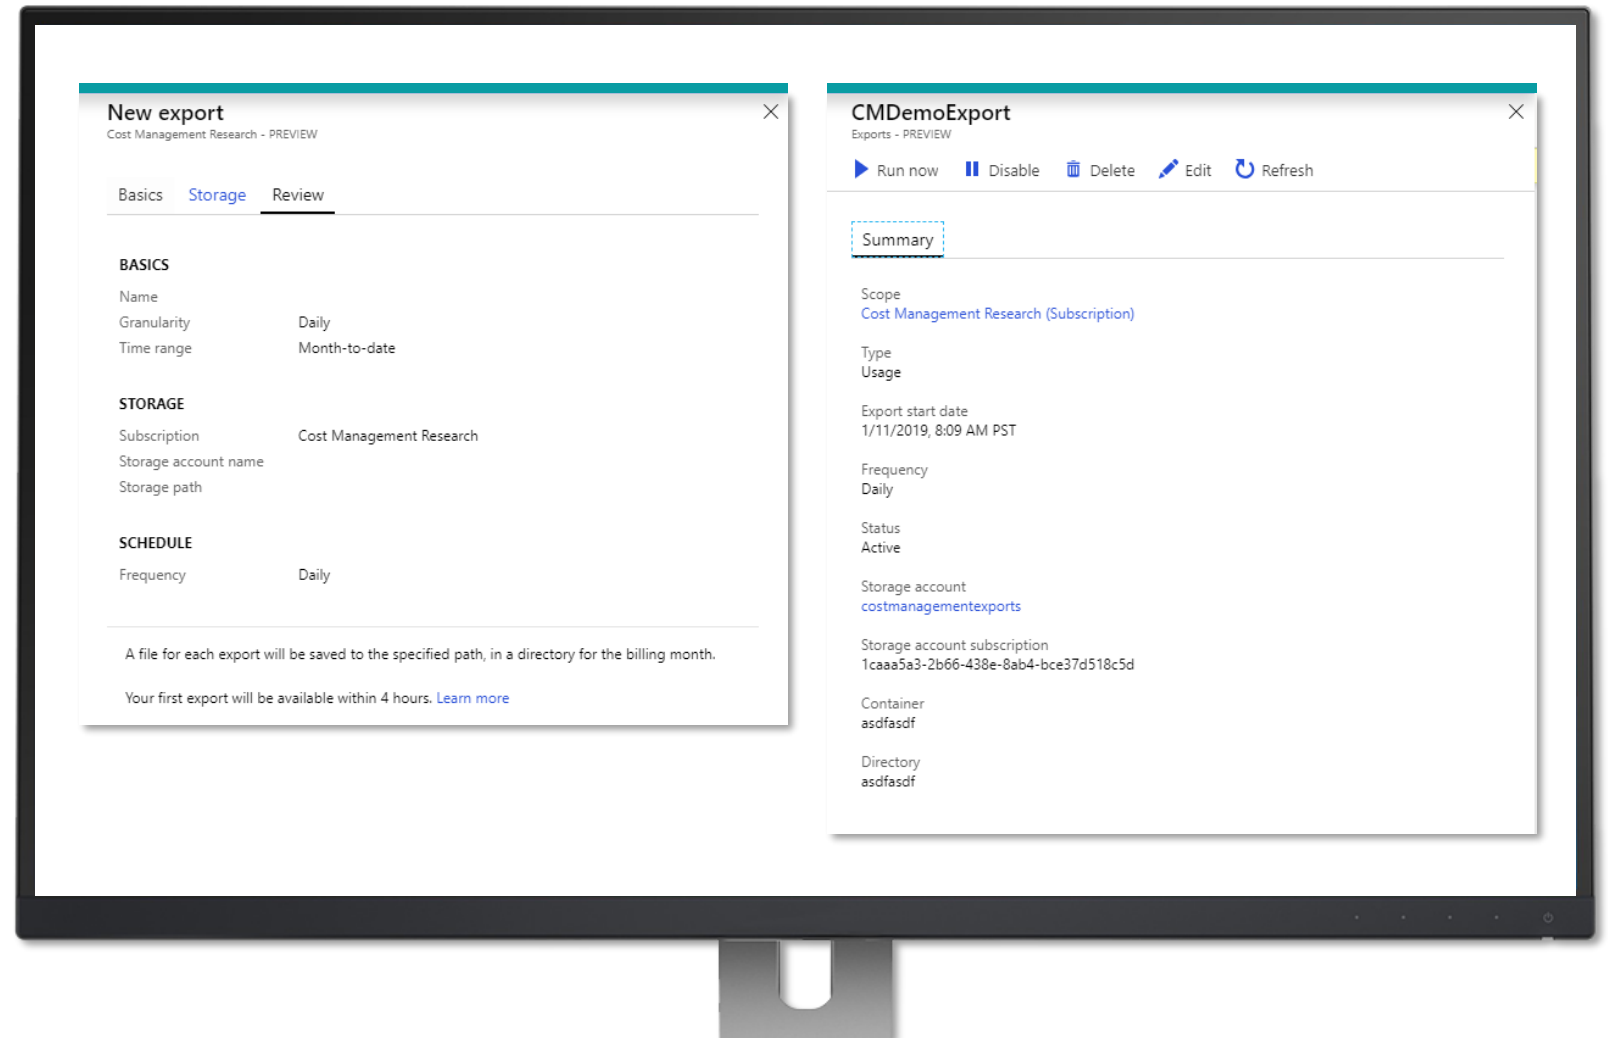 New export
Cost Management Research - PREVIEW
Basics Storage Review
BASICS
Name
Granularity Daily
Time range Month-to-date
STORAGE
Subscription Cost Management Research
Storage account name
Storage path
SCHEDULE
Frequency Daily
A file for each export will be saved to the specified path, in a directory for the billing month.
Your first export will be available within 4 hours. Learn more
CMDemoExport
Exports - PREVIEW
Run now Disable Delete Edit Refresh
Summary
Scope
Cost Management Research (Subscription)
Type
Usage
Export start date
1/11/2019, 8:09 AM PST
Frequency
Daily
Status
Active
Storage account
costmanagementexports
Storage account subscription
1caaa5a3-2b66-438e-8ab4-bce37d518c5d
Container
asdfasdf
Directory
asdfasdf